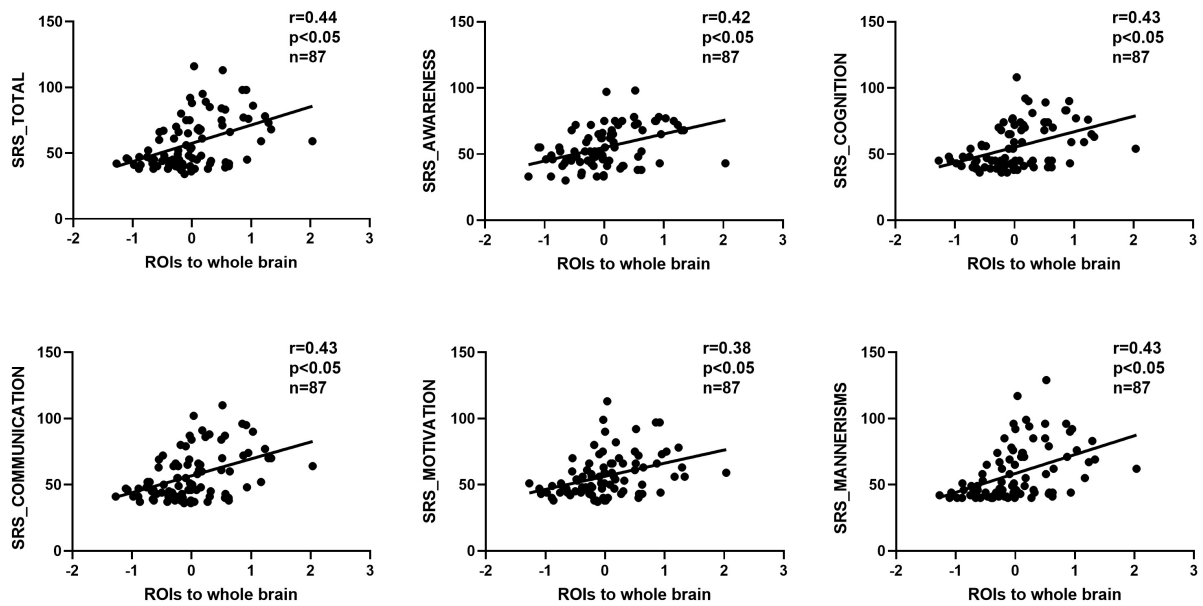 r=0.44
p<0.05
n=87
SRS_TOTAL
150
100
50
0
-2
-1
0
1
2
3
ROIs to whole brain
r=0.42
p<0.05
n=87
SRS_AWARENESS
150
100
50
0
-2
-1
0
1
2
3
ROIs to whole brain
r=0.43
p<0.05
n=87
SRS_COGNITION
150
100
50
0
-2
-1
0
1
2
3
ROIs to whole brain
r=0.43
p<0.05
n=87
SRS_COMMUNICATION
150
100
50
0
-2
-1
0
1
2
3
ROIs to whole brain
r=0.38
p<0.05
n=87
SRS_MOTIVATION
150
100
50
0
-2
-1
0
1
2
3
ROIs to whole brain
r=0.43
p<0.05
n=87
SRS_MANNERISMS
150
100
50
0
-2
-1
0
1
2
3
ROIs to whole brain